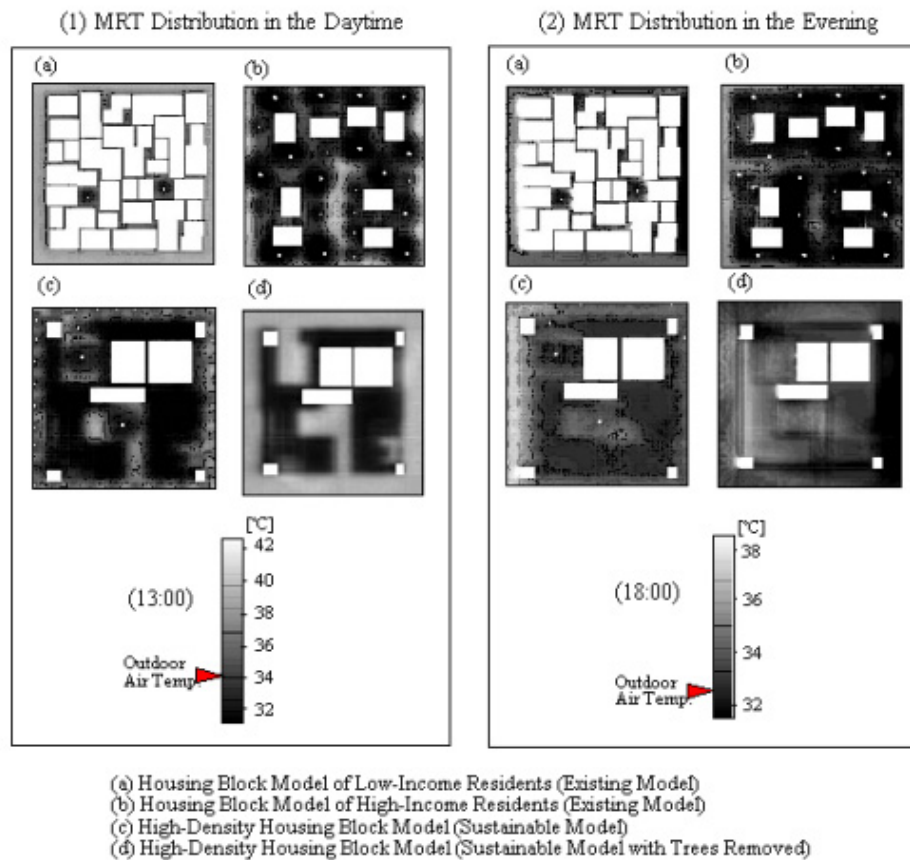 (1) MRT Distribution in the Daytime
(a)
(b)
(c)
(d)
[°C]
42
40
38
36
34
32
(13:00)
Outdoor
Air Temp.
(2) MRT Distribution in the Evening
(a)
(b)
(c)
(d)
[°C]
38
36
34
32
(18:00)
Outdoor
Air Temp.
(a) Housing Block Model of Low-Income Residents (Existing Model)
(b) Housing Block Model of High-Income Residents (Existing Model)
(c) High-Density Housing Block Model (Sustainable Model)
(d) High-Density Housing Block Model (Sustainable Model with Trees Removed)